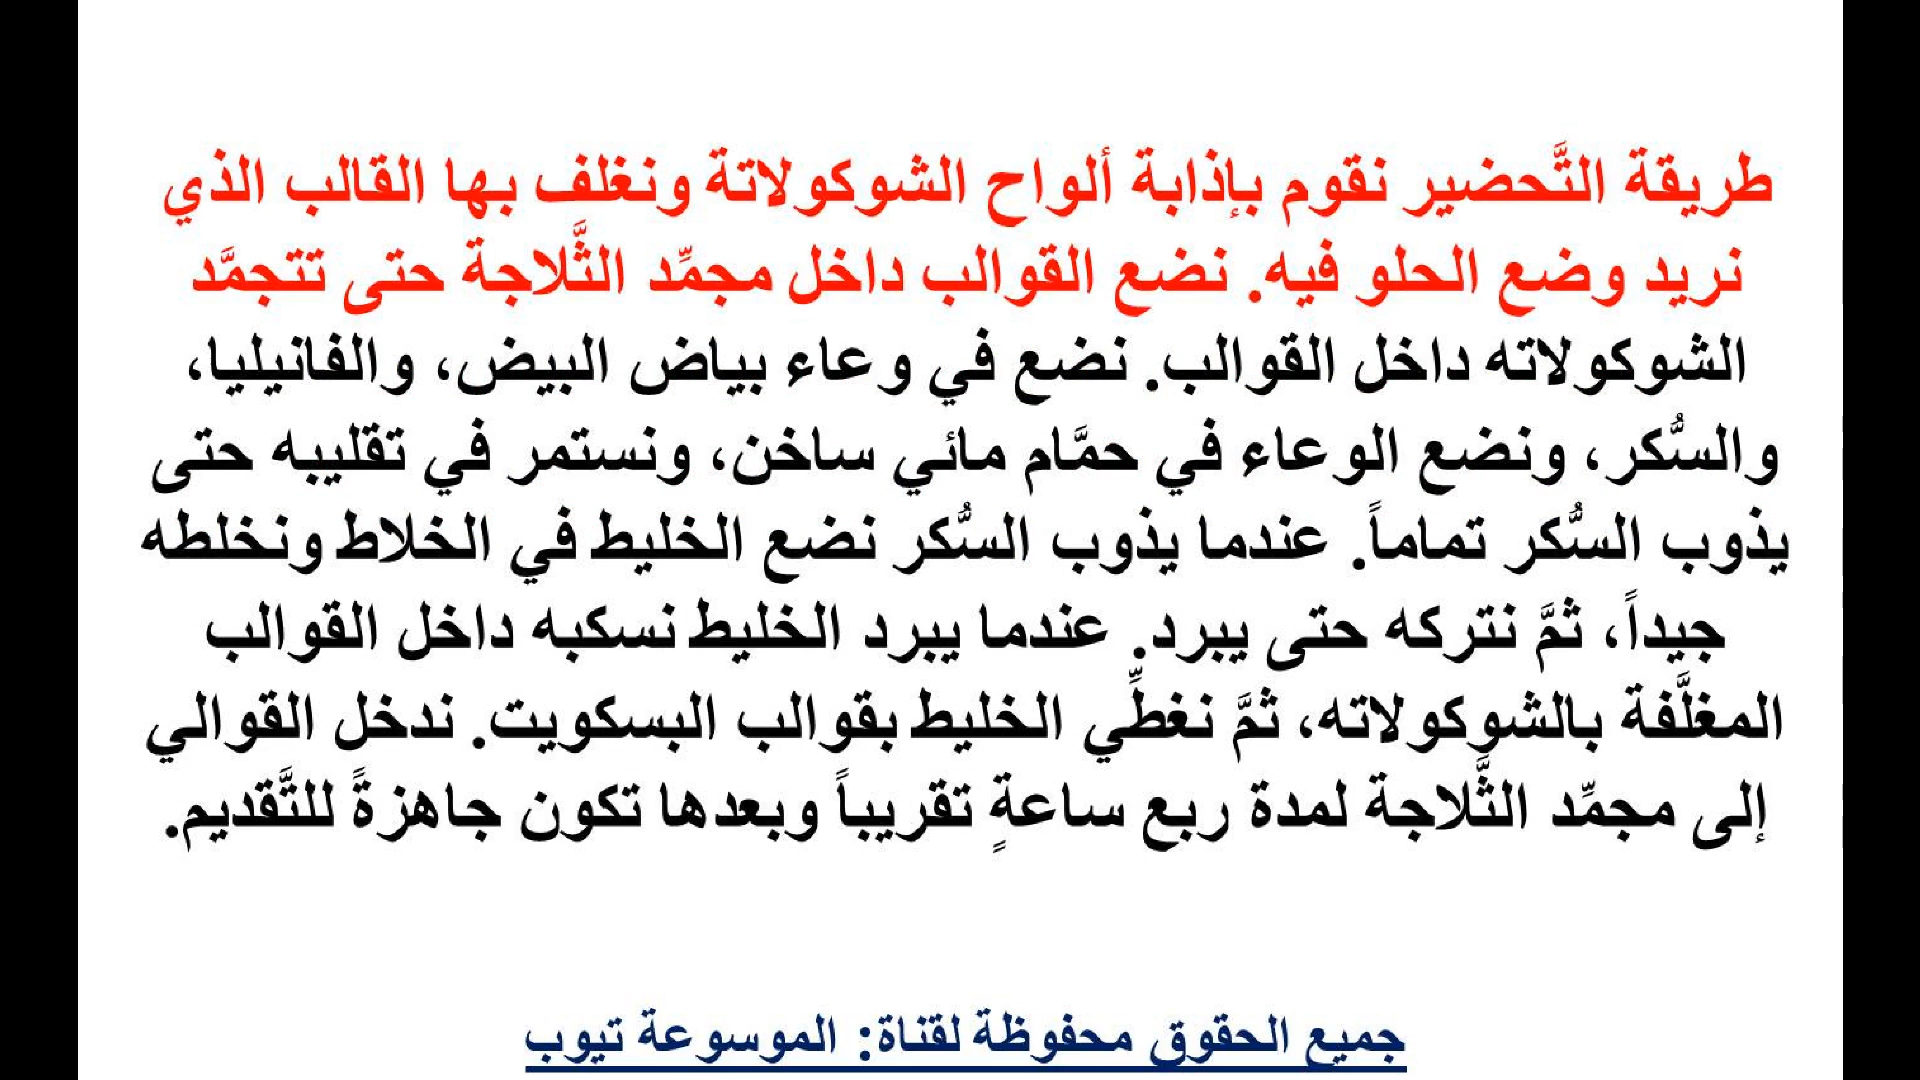 طريقة التَّحضير نقوم بإذابة ألواح الشوكولاتة ونغلف بها القالب الذي
نريد وضع الحلو فيه. نضع القوالب داخل مجمِّد الثَّلاجة حتى تتجمَّد
الشوكولاته داخل القوالب. نضع في وعاء بياض البيض، والفانيليا،
والسُّكر، ونضع الوعاء في حمَّام مائي ساخن، ونستمر في تقليبه حتى
يذوب السُّكر تماماً. عندما يذوب السُّكر نضع الخليط في الخلاط ونخلطه
جيداً، ثمَّ نتركه حتى يبرد. عندما يبرد الخليط نسكبه داخل القوالب
المغلَّفة بالشوكولاته، ثمَّ نغطِّي الخليط بقوالب البسكويت. ندخل القوالي
إلى مجمِّد الثَّلاجة لمدة ربع ساعةٍ تقريباً وبعدها تكون جاهزةً للتَّقديم.
جميع الحقوق محفوظة لقناة: الموسوعة تيوب